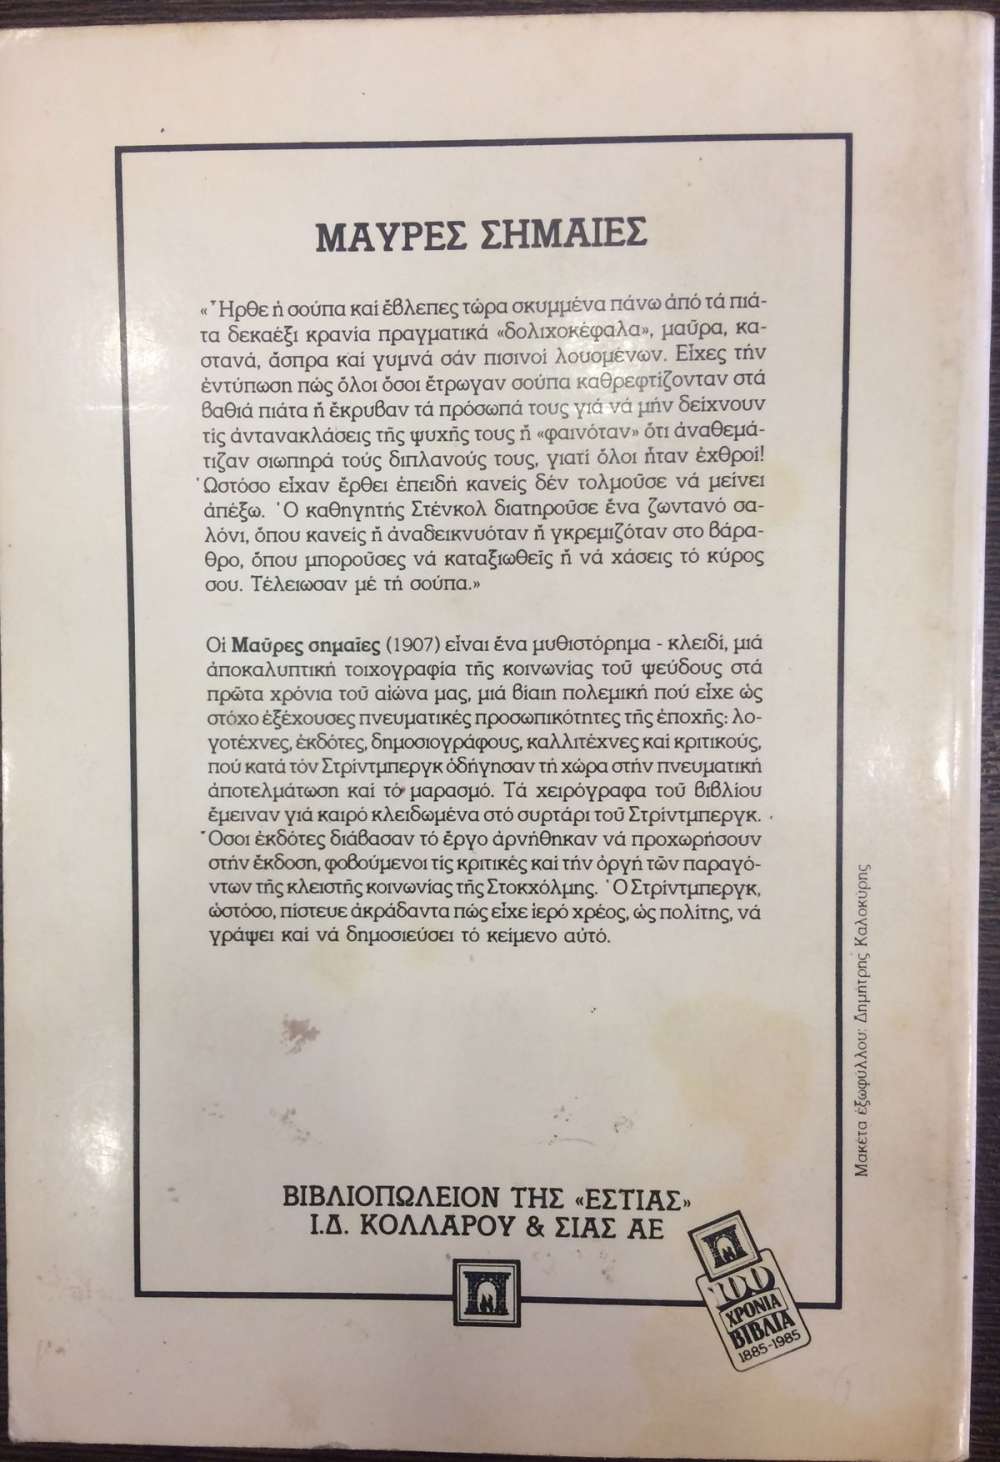 ΜΑΥΡΕΣ ΣΗΜΑΙΕΣ
« Ἦρθε ἡ σούπα καί ἔβλεπες τώρα σκυμμένα πάνω ἀπό τά πιά-
τα δεκαέξι κρανία πραγματικά «δολιχοκέφαλα», μαῦρα, κα-
στανά, ἄσπρα καί γυμνά σάν πισινοί λουομένων. Εἶχες τήν
ἐντύπωση πώς ὅλοι ὅσοι ἔτρωγαν σούπα καθρεφτίζονταν στά
βαθιά πιάτα ἤ ἔκρυβαν τά πρόσωπά τους γιά νά μήν δείχνουν
τίς ἀντανακλάσεις τῆς ψυχῆς τους ἤ «φαινόταν» ὅτι ἀναθεμά-
τιζαν σιωπηρά τούς διπλανούς τους, γιατί ὅλοι ἦταν ἐχθροί!
Ὡστόσο εἶχαν ἔρθει ἐπειδή κανείς δέν τολμοῦσε νά μείνει
ἀπέξω. Ὁ καθηγητής Στένκολ διατηροῦσε ἕνα ζωντανό σα-
λόνι, ὅπου κανείς ἤ ἀναδεικνυόταν ἤ γκρεμιζόταν στο βάρα-
θρο, ὅπου μποροῦσες νά καταξιωθεῖς ἤ νά χάσεις τό κύρος
σου. Τέλειωσαν μέ τή σούπα.»
Οἱ Μαῦρες σημαῖες (1907) εἶναι ἕνα μυθιστόρημα - κλειδί, μιά
ἀποκαλυπτική τοιχογραφία τῆς κοινωνίας τοῦ ψεύδους στά
πρῶτα χρόνια τοῦ αἰώνα μας, μιά βίαιη πολεμική πού εἶχε ὡς
στόχο ἐξέχουσες πνευματικές προσωπικότητες τῆς ἐποχῆς: λο-
γοτέχνες, ἐκδότες, δημοσιογράφους, καλλιτέχνες καί κριτικούς,
πού κατά τόν Στρίντμπεργκ ὁδήγησαν τή χώρα στήν πνευματική
ἀποτελμάτωση καί τό μαρασμό. Τά χειρόγραφα τοῦ βιβλίου
ἔμειναν γιά καιρό κλειδωμένα στό συρτάρι τοῦ Στρίντμπεργκ.
Ὅσοι ἐκδότες διάβασαν τό ἔργο ἀρνήθηκαν νά προχωρήσουν
στήν ἔκδοση, φοβούμενοι τίς κριτικές καί τήν ὀργή τῶν παραγό-
ντων τῆς κλειστῆς κοινωνίας τῆς Στοκχόλμης. Ὁ Στρίντμπεργκ,
ὡστόσο, πίστευε ἀκράδαντα πώς εἶχε ἱερό χρέος, ὡς πολίτης, νά
γράψει καί νά δημοσιεύσει τό κείμενο αὐτό.
Μακέτα ἐξωφύλλου: Δημήτρης Καλοκύρης
ΒΙΒΛΙΟΠΩΛΕΙΟΝ ΤΗΣ «ΕΣΤΙΑΣ»
Ι.Δ. ΚΟΛΛΑΡΟΥ & ΣΙΑΣ ΑΕ
100
ΧΡΟΝΙΑ
ΒΙΒΛΙΑ
1885-1985